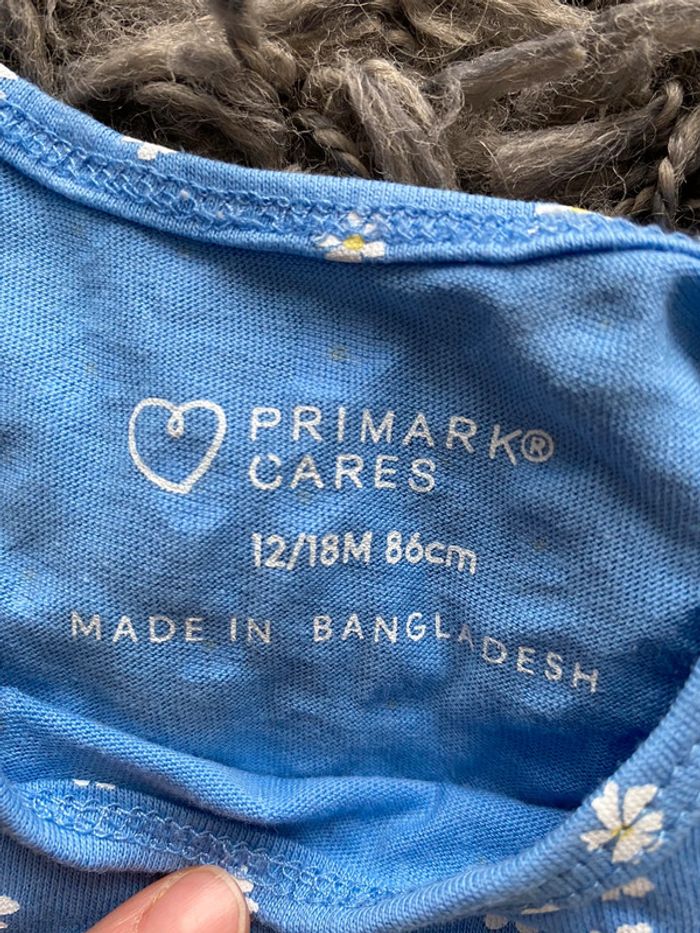 PRIMARK®
CARES
12/18M 86cm
MADE IN BANGLADESH